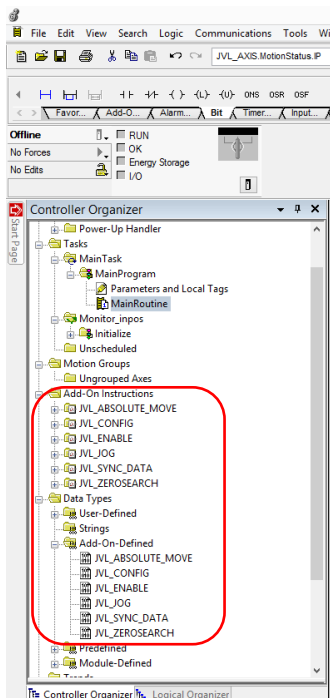 File Edit View Search Logic Communications Tools Wi
JVL_AXIS.MotionStatus.IP
ONS OSR OSF
Favor... Add-O... Alarm... Bit Timer... Input...
Offline
RUN
No Forces
OK
Energy Storage
No Edits
I/O
Start Page
Controller Organizer
Power-Up Handler
Tasks
MainTask
MainProgram
Parameters and Local Tags
MainRoutine
Monitor_inpos
Initialize
Unscheduled
Motion Groups
Ungrouped Axes
Add-On Instructions
JVL_ABSOLUTE_MOVE
JVL_CONFIG
JVL_ENABLE
JVL_JOG
JVL_SYNC_DATA
JVL_ZEROSEARCH
Data Types
User-Defined
Strings
Add-On-Defined
JVL_ABSOLUTE_MOVE
JVL_CONFIG
JVL_ENABLE
JVL_JOG
JVL_SYNC_DATA
JVL_ZEROSEARCH
Predefined
Module-Defined
Controller Organizer Logical Organizer